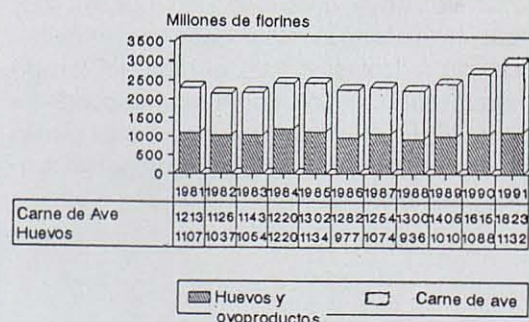 Millones de florines
3500
3000
2500
2000
1500
1000
500
0
1981 1982 1983 1984 1985 1986 1987 1988 1989 1990 1991
Carne de Ave 1213 1126 1143 1220 1302 1282 1254 1300 1405 1615 1823
Huevos 1107 1037 1054 1220 1134 977 1074 936 1010 1088 1132
Huevos y Carne de ave
ovoproductos